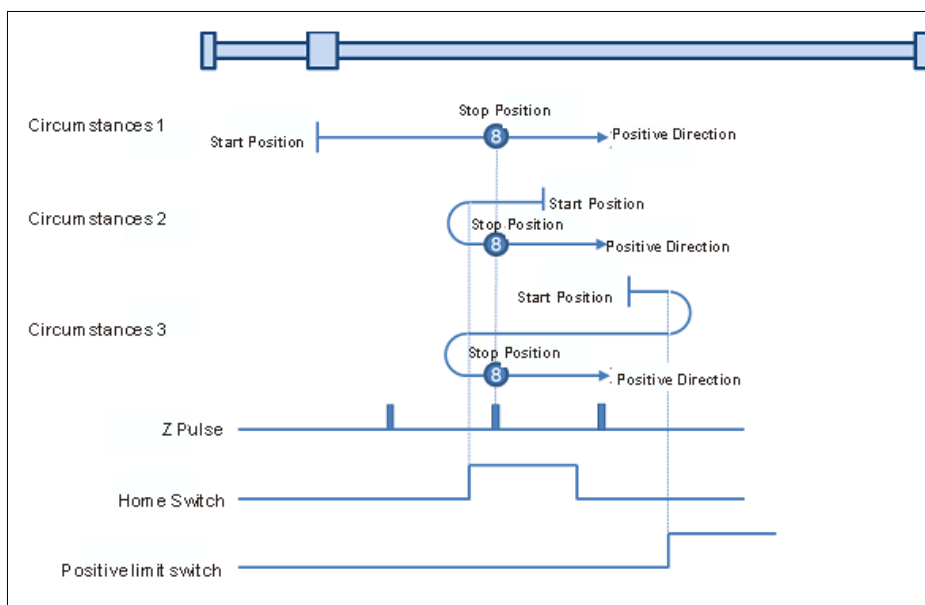 Stop Position
Circumstances 1
Start Position
8
Positive Direction
Start Position
Circumstances 2
Stop Position
8
Positive Direction
Start Position
Circumstances 3
Stop Position
8
Positive Direction
Z Pulse
Home Switch
Positive limit switch